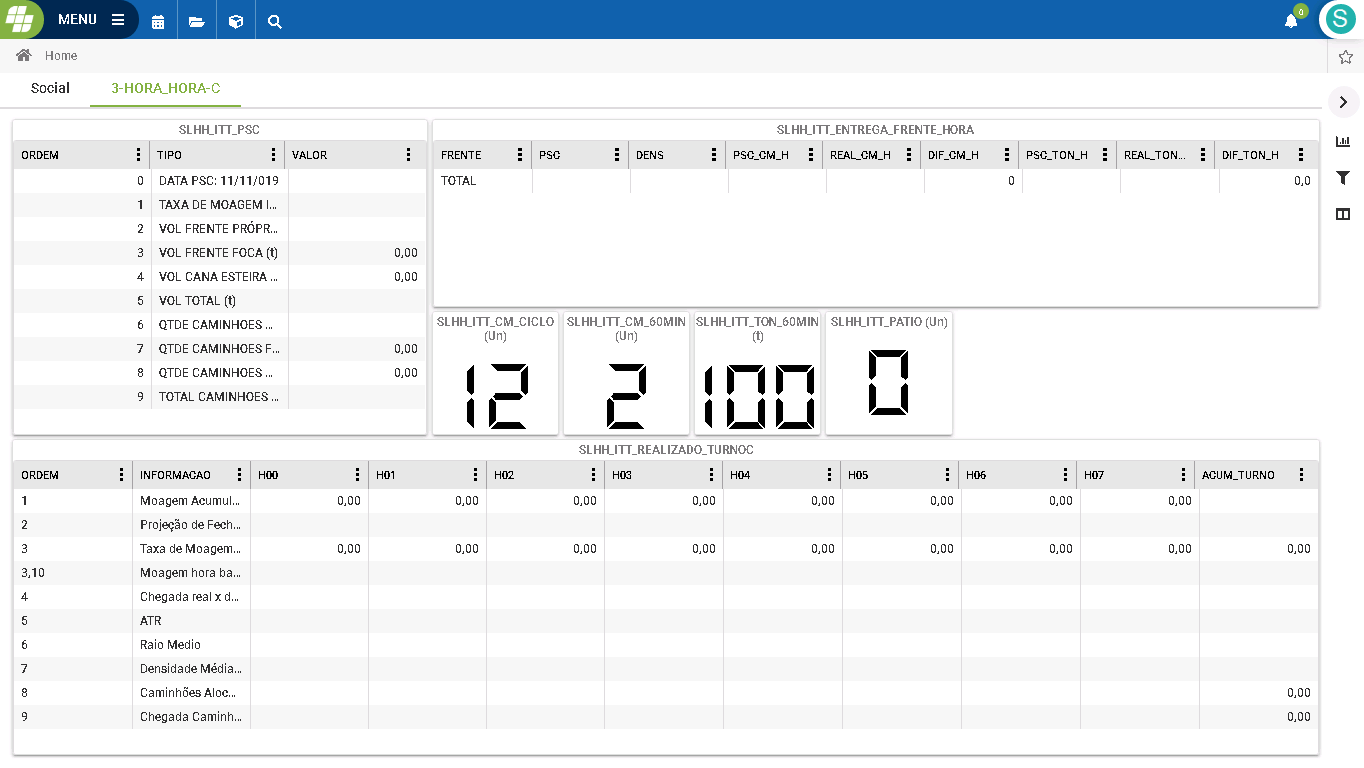 MENU
0
S
Home
Social
3-HORA_HORA-C
SLHH_ITT_PSC
ORDEM TIPO VALOR
0 DATA PSC: 11/11/019
1 TAXA DE MOAGEM I...
2 VOL FRENTE PRÓPR...
3 VOL FRENTE FOCA (t) 0,00
4 VOL CANA ESTEIRA ... 0,00
5 VOL TOTAL (t)
6 QTDE CAMINHOES ...
7 QTDE CAMINHOES F... 0,00
8 QTDE CAMINHOES ... 0,00
9 TOTAL CAMINHOES ...
SLHH_ITT_ENTREGA_FRENTE_HORA
FRENTE PSC DENS PSC_CM_H REAL_CM_H DIF_CM_H PSC_TON_H REAL_TON... DIF_TON_H
TOTAL 0 0,0
SLHH_ITT_CM_CICLO
(Un)
12
SLHH_ITT_CM_60MIN
(Un)
2
SLHH_ITT_TON_60MIN
(t)
100
SLHH_ITT_PATIO (Un)
0
SLHH_ITT_REALIZADO_TURNOC
ORDEM INFORMACAO H00 H01 H02 H03 H04 H05 H06 H07 ACUM_TURNO
1 Moagem Acumul... 0,00 0,00 0,00 0,00 0,00 0,00 0,00 0,00
2 Projeção de Fech...
3 Taxa de Moagem... 0,00 0,00 0,00 0,00 0,00 0,00 0,00 0,00 0,00
3,10 Moagem hora ba...
4 Chegada real x d...
5 ATR
6 Raio Medio
7 Densidade Média...
8 Caminhões Aloc... 0,00
9 Chegada Caminh... 0,00